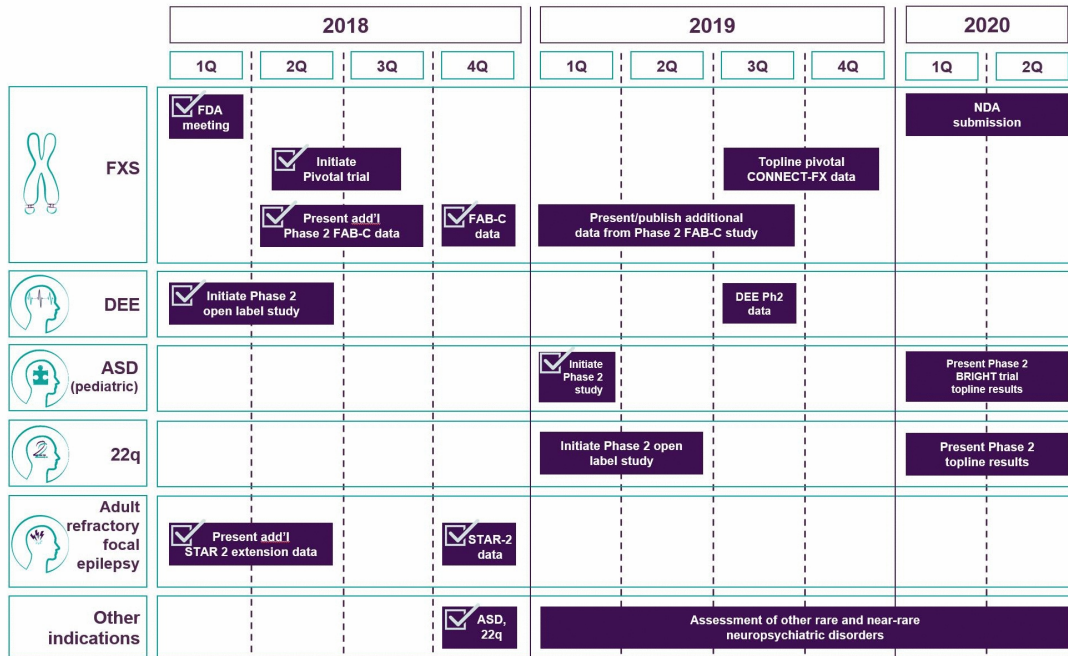 2018
2019
2020
1Q
2Q
3Q
4Q
1Q
2Q
3Q
4Q
1Q
2Q
FXS
FDA
meeting
NDA
submission
Initiate
Pivotal trial
Topline pivotal
CONNECT-FX data
Present add'l
Phase 2 FAB-C data
FAB-C
data
Present/publish additional
data from Phase 2 FAB-C study
DEE
Initiate Phase 2
open label study
DEE Ph2
data
ASD
(pediatric)
Initiate
Phase 2
study
Present Phase 2
BRIGHT trial
topline results
22q
Initiate Phase 2 open
label study
Present Phase 2
topline results
Adult
refractory
focal
epilepsy
Present add'l
STAR 2 extension data
STAR-2
data
Other
indications
ASD,
22q
Assessment of other rare and near-rare
neuropsychiatric disorders